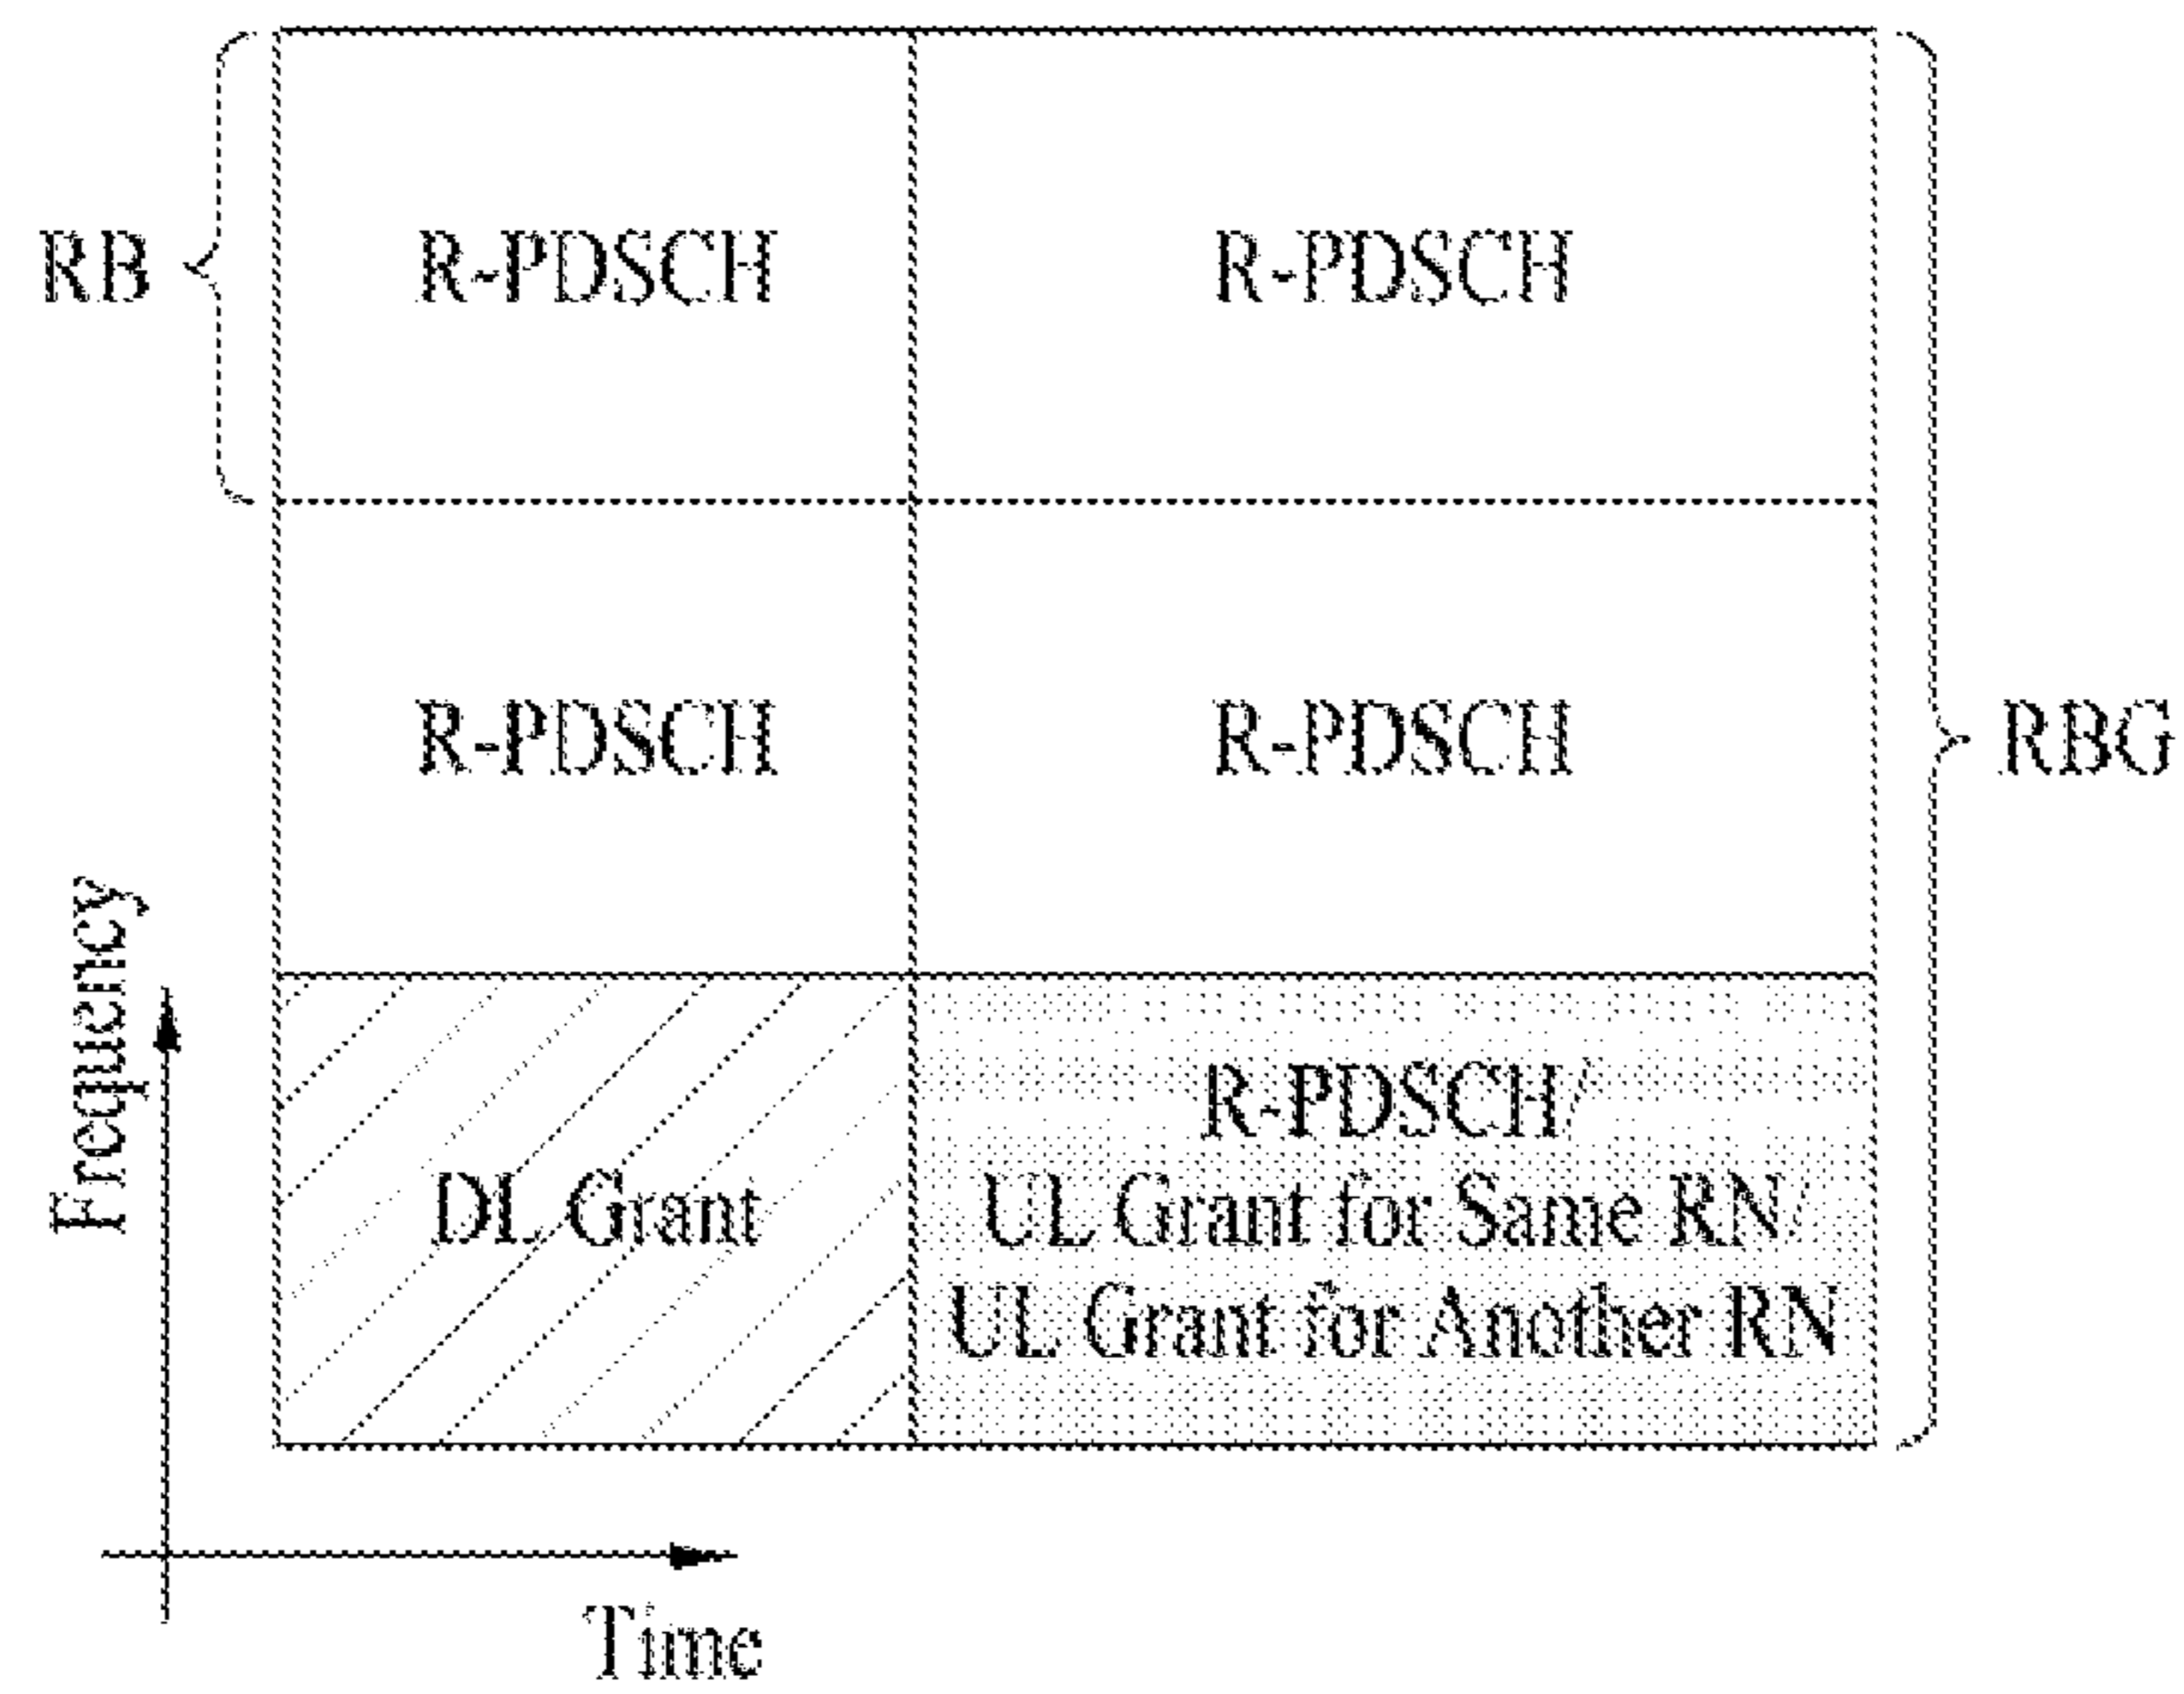 RB
R-PDSCH
R-PDSCH
R-PDSCH
R-PDSCH
RBG
DL Grant
R-PDSCH/
UL Grant for Same RN/
UL Grant for Another RN
Frequency
Time